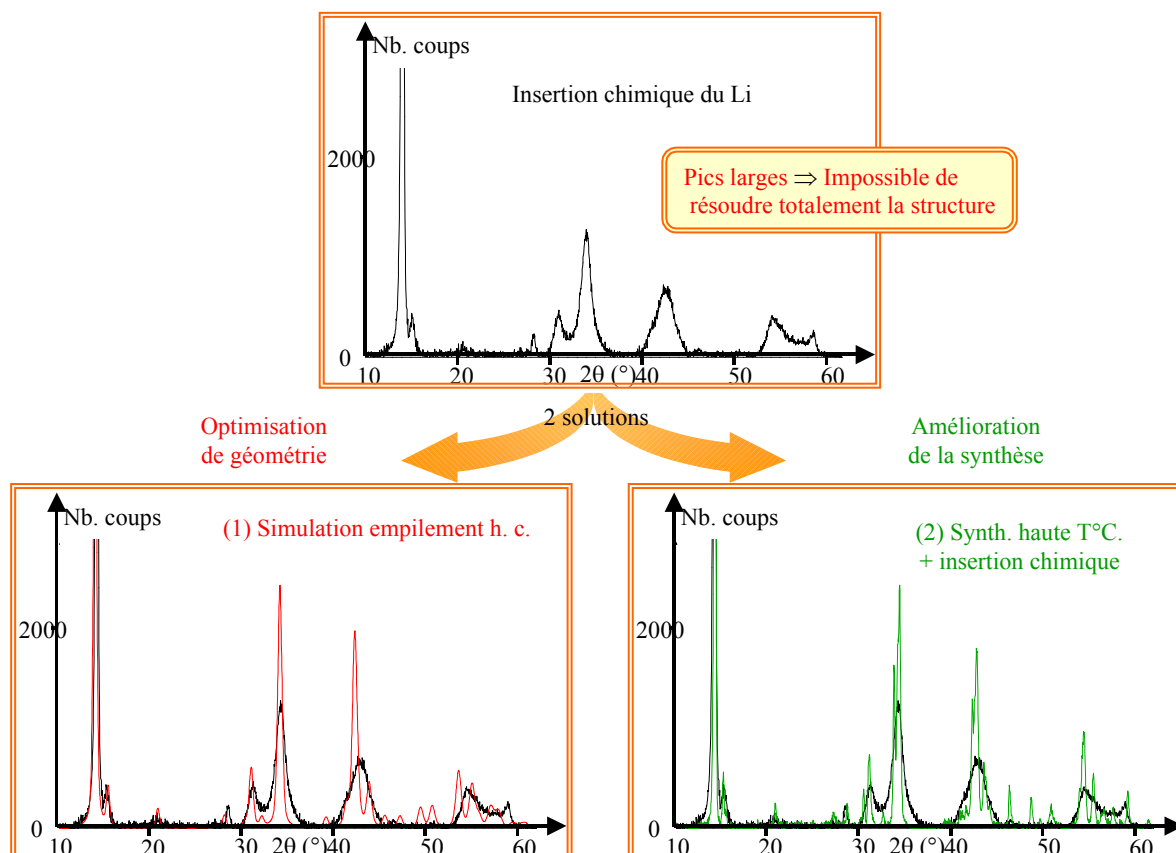 Nb. coups
Insertion chimique du Li
2000
Pics larges ⇒ Impossible de
résoudre totalement la structure
0
10 20 30 2θ (°) 40 50 60
2 solutions
Optimisation
de géométrie
Amélioration
de la synthèse
Nb. coups
(1) Simulation empilement h. c.
2000
0
10 20 30 2θ (°) 40 50 60
Nb. coups
(2) Synth. haute T°C.
+ insertion chimique
2000
0
10 20 30 2θ (°) 40 50 60